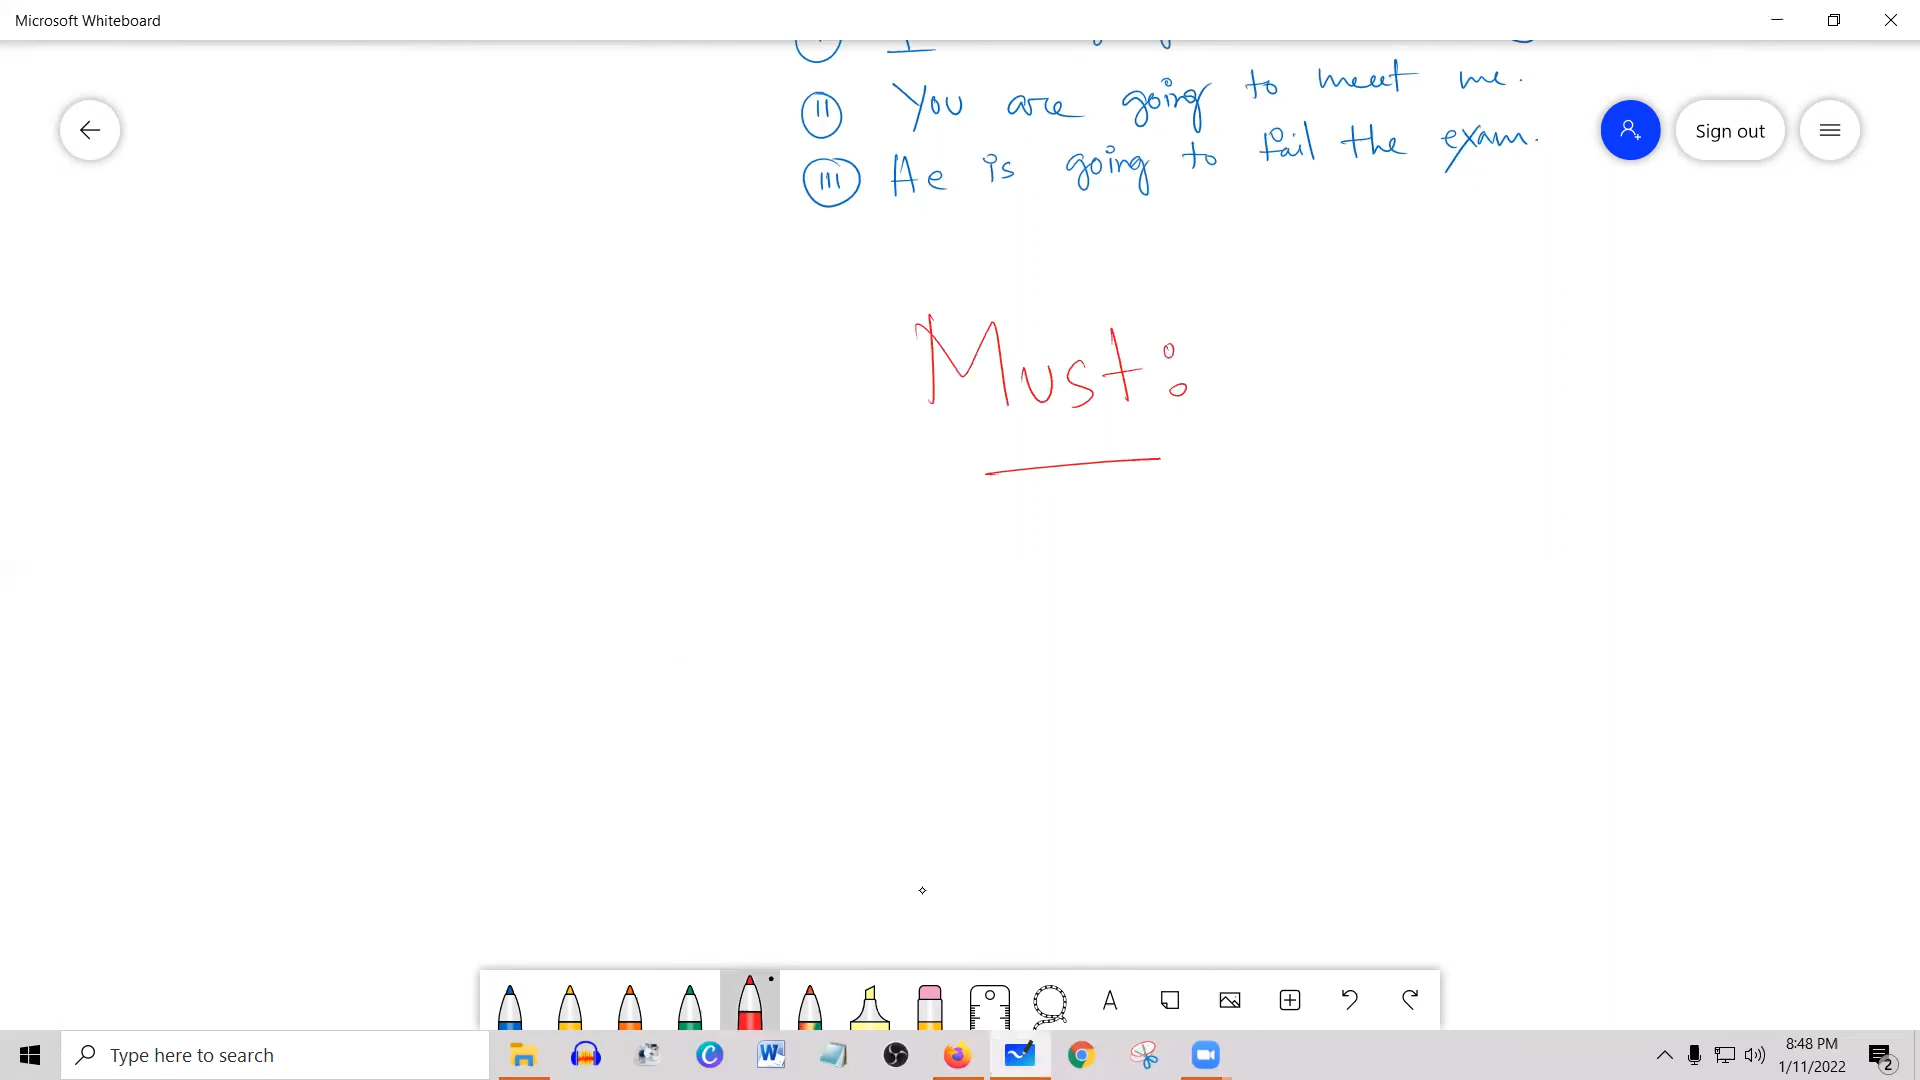 Microsoft Whiteboard
I
II You are going to meet me.
Sign out
III He is going to fail the exam.
Must:
A
Type here to search
8:48 PM
1/11/2022
2